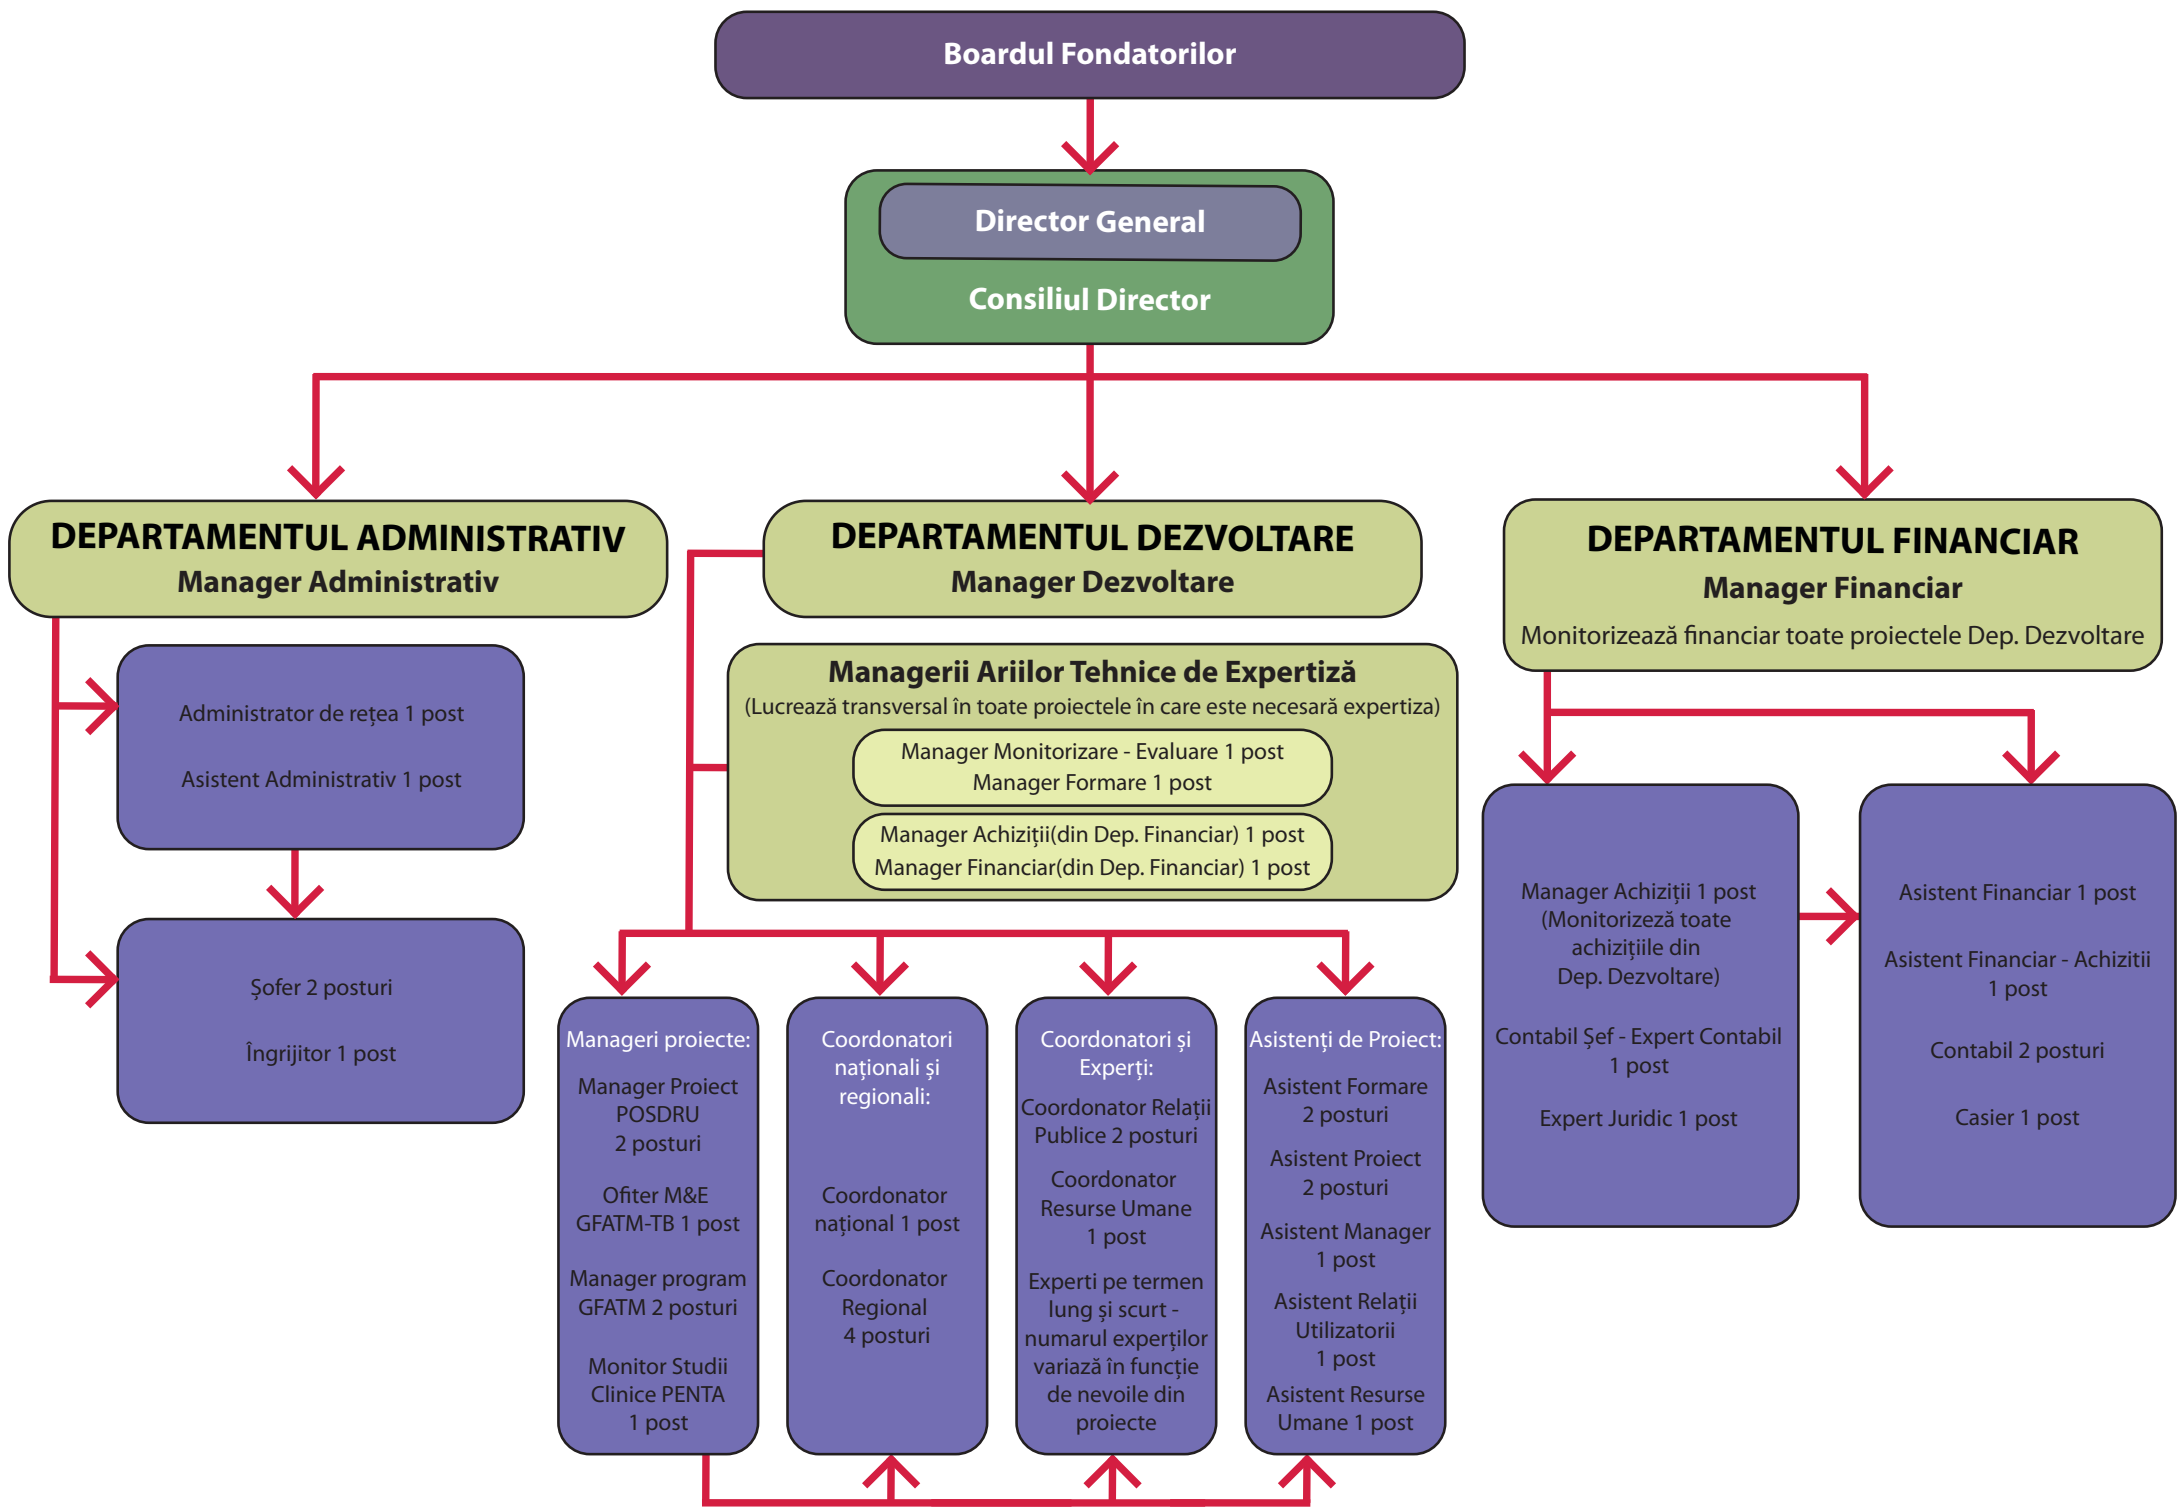 Boardul Fondatorilor
Director General
Consiliul Director
DEPARTAMENTUL ADMINISTRATIV
Manager Administrativ
Administrator de rețea 1 post
Asistent Administrativ 1 post
Șofer 2 posturi
Îngrijitor 1 post
DEPARTAMENTUL DEZVOLTARE
Manager Dezvoltare
Managerii Ariilor Tehnice de Expertiză
(Lucrează transversal în toate proiectele în care este necesară expertiza)
Manager Monitorizare - Evaluare 1 post
Manager Formare 1 post
Manager Achiziții(din Dep. Financiar) 1 post
Manager Financiar(din Dep. Financiar) 1 post
Manageri proiecte:
Manager Proiect
POSDRU
2 posturi
Ofiter M&E
GFATM-TB 1 post
Manager program
GFATM 2 posturi
Monitor Studii
Clinice PENTA
1 post
Coordonatori
naționali și
regionali:
Coordonator
național 1 post
Coordonator
Regional
4 posturi
Coordonatori și
Experți:
Coordonator Relații
Publice 2 posturi
Coordonator
Resurse Umane
1 post
Experti pe termen
lung și scurt -
numarul experților
variază în funcție
de nevoile din
proiecte
Asistenți de Proiect:
Asistent Formare
2 posturi
Asistent Proiect
2 posturi
Asistent Manager
1 post
Asistent Relații
Utilizatorii
1 post
Asistent Resurse
Umane 1 post
DEPARTAMENTUL FINANCIAR
Manager Financiar
Monitorizează financiar toate proiectele Dep. Dezvoltare
Manager Achiziții 1 post
(Monitorizeză toate
achizițiile din
Dep. Dezvoltare)
Contabil Șef - Expert Contabil
1 post
Expert Juridic 1 post
Asistent Financiar 1 post
Asistent Financiar - Achizitii
1 post
Contabil 2 posturi
Casier 1 post